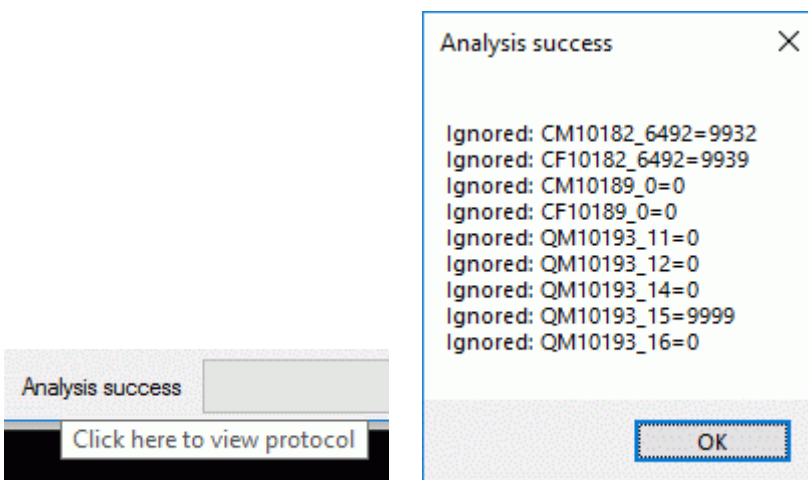 Analysis success
Click here to view protocol
Analysis success
Ignored: CM10182_6492=9932
Ignored: CF10182_6492=9939
Ignored: CM10189_0=0
Ignored: CF10189_0=0
Ignored: QM10193_11=0
Ignored: QM10193_12=0
Ignored: QM10193_14=0
Ignored: QM10193_15=9999
Ignored: QM10193_16=0
OK